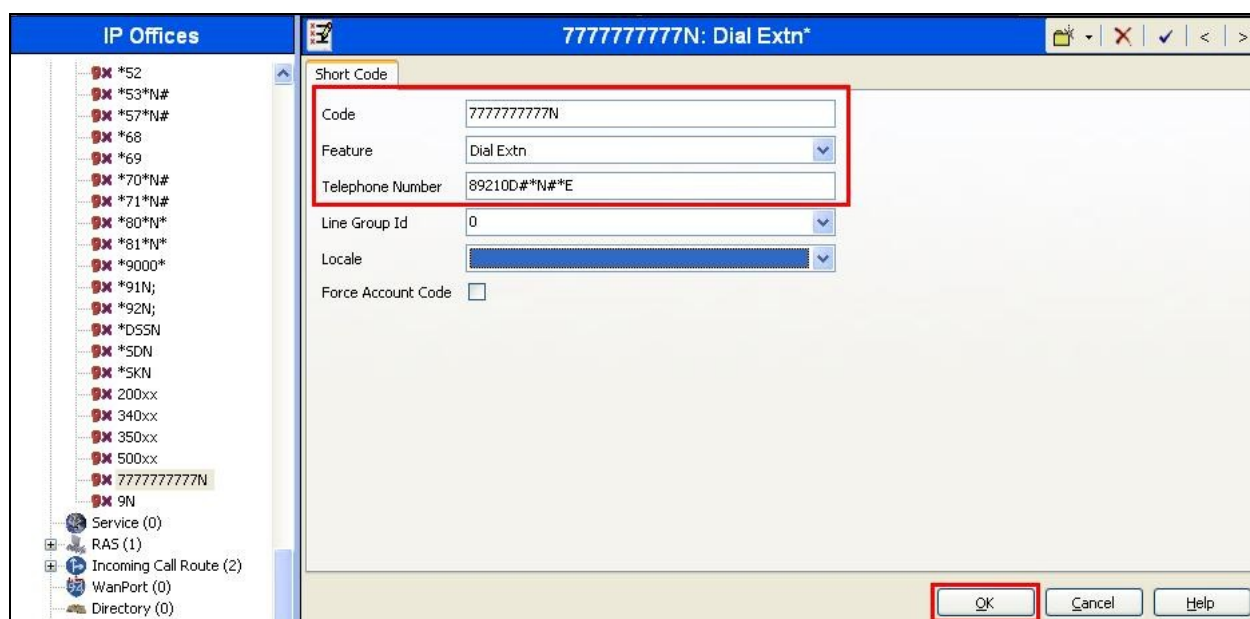 IP Offices
*52
*53*N#
*57*N#
*68
*69
*70*N#
*71*N#
*80*N*
*81*N*
*9000*
*91N;
*92N;
*DSSN
*SDN
*SKN
200xx
340xx
350xx
500xx
7777777777N
9N
Service (0)
RAS (1)
Incoming Call Route (2)
WanPort (0)
Directory (0)
7777777777N: Dial Extn*
Short Code
Code 7777777777N
Feature Dial Extn
Telephone Number 89210D#*N#*E
Line Group Id 0
Locale
Force Account Code
OK Cancel Help